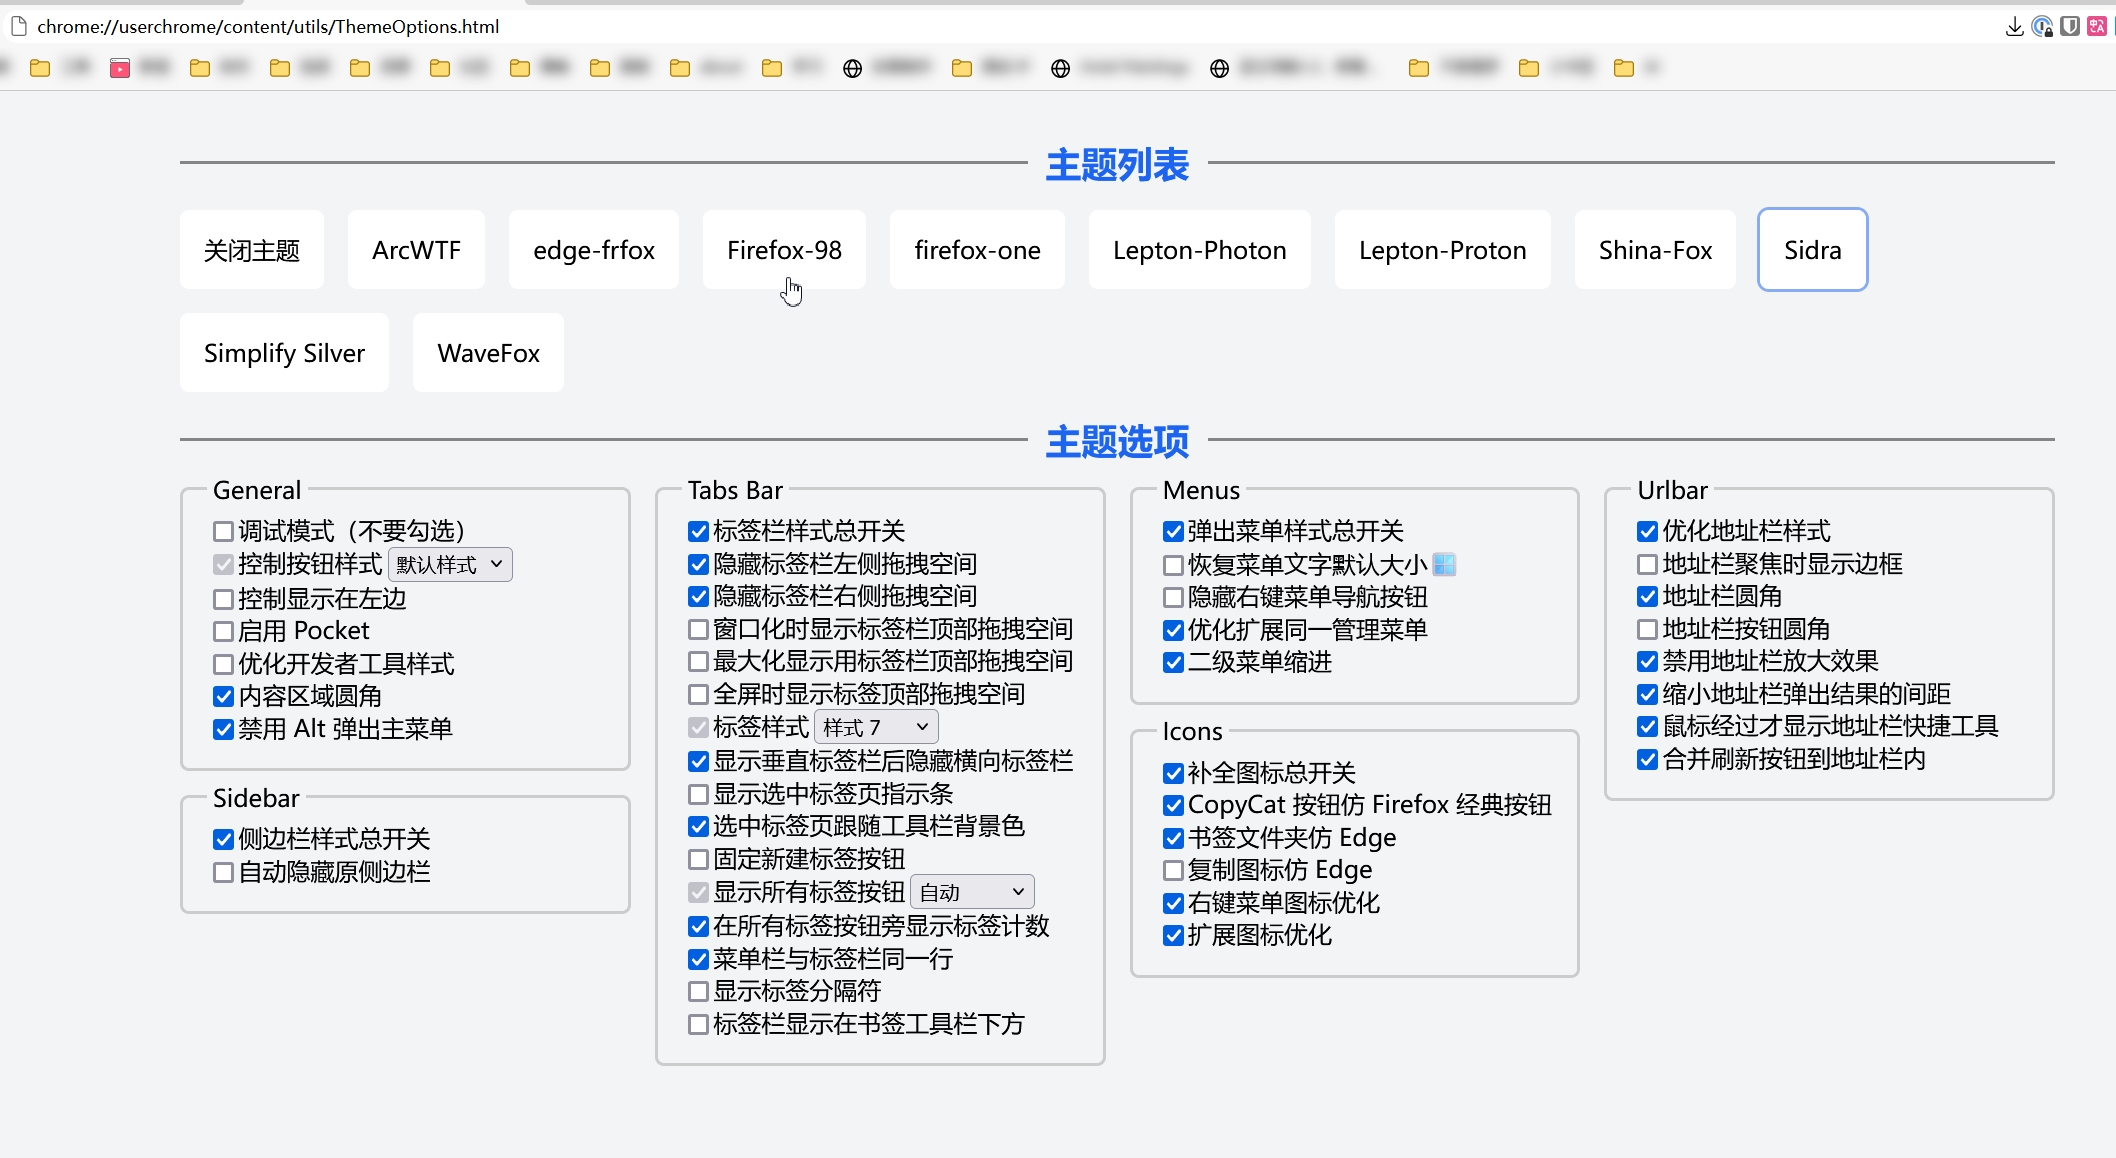 chrome://userchrome/content/utils/ThemeOptions.html
主题列表
关闭主题
ArcWTF
edge-frfox
Firefox-98
firefox-one
Lepton-Photon
Lepton-Proton
Shina-Fox
Sidra
Simplify Silver
WaveFox
主题选项
General
调试模式（不要勾选）
控制按钮样式 默认样式
控制显示在左边
启用 Pocket
优化开发者工具样式
内容区域圆角
禁用 Alt 弹出主菜单
Sidebar
侧边栏样式总开关
自动隐藏原侧边栏
Tabs Bar
标签栏样式总开关
隐藏标签栏左侧拖拽空间
隐藏标签栏右侧拖拽空间
窗口化时显示标签栏顶部拖拽空间
最大化显示用标签栏顶部拖拽空间
全屏时显示标签顶部拖拽空间
标签样式 样式 7
显示垂直标签栏后隐藏横向标签栏
显示选中标签页指示条
选中标签页跟随工具栏背景色
固定新建标签按钮
显示所有标签按钮 自动
在所有标签按钮旁显示标签计数
菜单栏与标签栏同一行
显示标签分隔符
标签栏显示在书签工具栏下方
Menus
弹出菜单样式总开关
恢复菜单文字默认大小
隐藏右键菜单导航按钮
优化扩展同一管理菜单
二级菜单缩进
Icons
补全图标总开关
CopyCat 按钮仿 Firefox 经典按钮
书签文件夹仿 Edge
复制图标仿 Edge
右键菜单图标优化
扩展图标优化
Urlbar
优化地址栏样式
地址栏聚焦时显示边框
地址栏圆角
地址栏按钮圆角
禁用地址栏放大效果
缩小地址栏弹出结果的间距
鼠标经过才显示地址栏快捷工具
合并刷新按钮到地址栏内